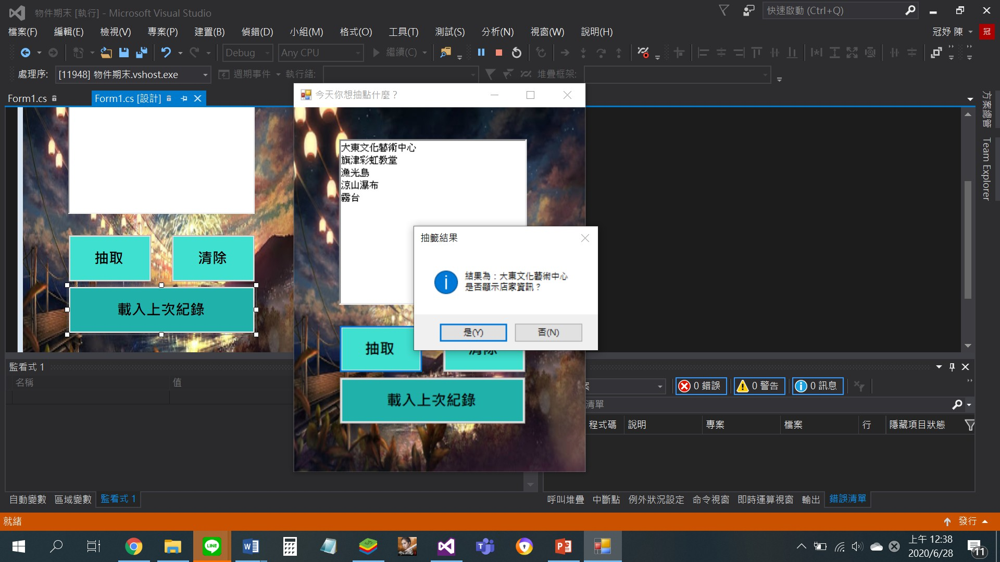 物件期末 [執行] - Microsoft Visual Studio
快速啟動 (Ctrl+Q)
檔案(F) 編輯(E) 檢視(V) 專案(P) 建置(B) 偵錯(D) 小組(M) 格式(O) 工具(T) 測試(S) 分析(N) 視窗(W) 說明(H)
冠妤 陳 冠
Debug Any CPU 繼續(C)
處理序: [11948] 物件期末.vshost.exe 週期事件 執行緒: 堆疊框架:
Form1.cs Form1.cs [設計]
今天你想抽點什麼？
方案總管
Team Explorer
大東文化藝術中心
旗津彩虹教堂
漁光島
涼山瀑布
霧台
抽取 清除
載入上次紀錄
抽籤結果
結果為：大東文化藝術中心
是否顯示店家資訊？
是(Y) 否(N)
抽取 清除
載入上次紀錄
監看式 1
名稱 值
0 錯誤 0 警告 0 訊息
清單
程式碼 說明 專案 檔案 行 隱藏項目狀態
自動變數 區域變數 監看式 1
呼叫堆疊 中斷點 例外狀況設定 命令視窗 即時運算視窗 輸出 錯誤清單
就緒
發行
LINE
上午 12:38
2020/6/28
11